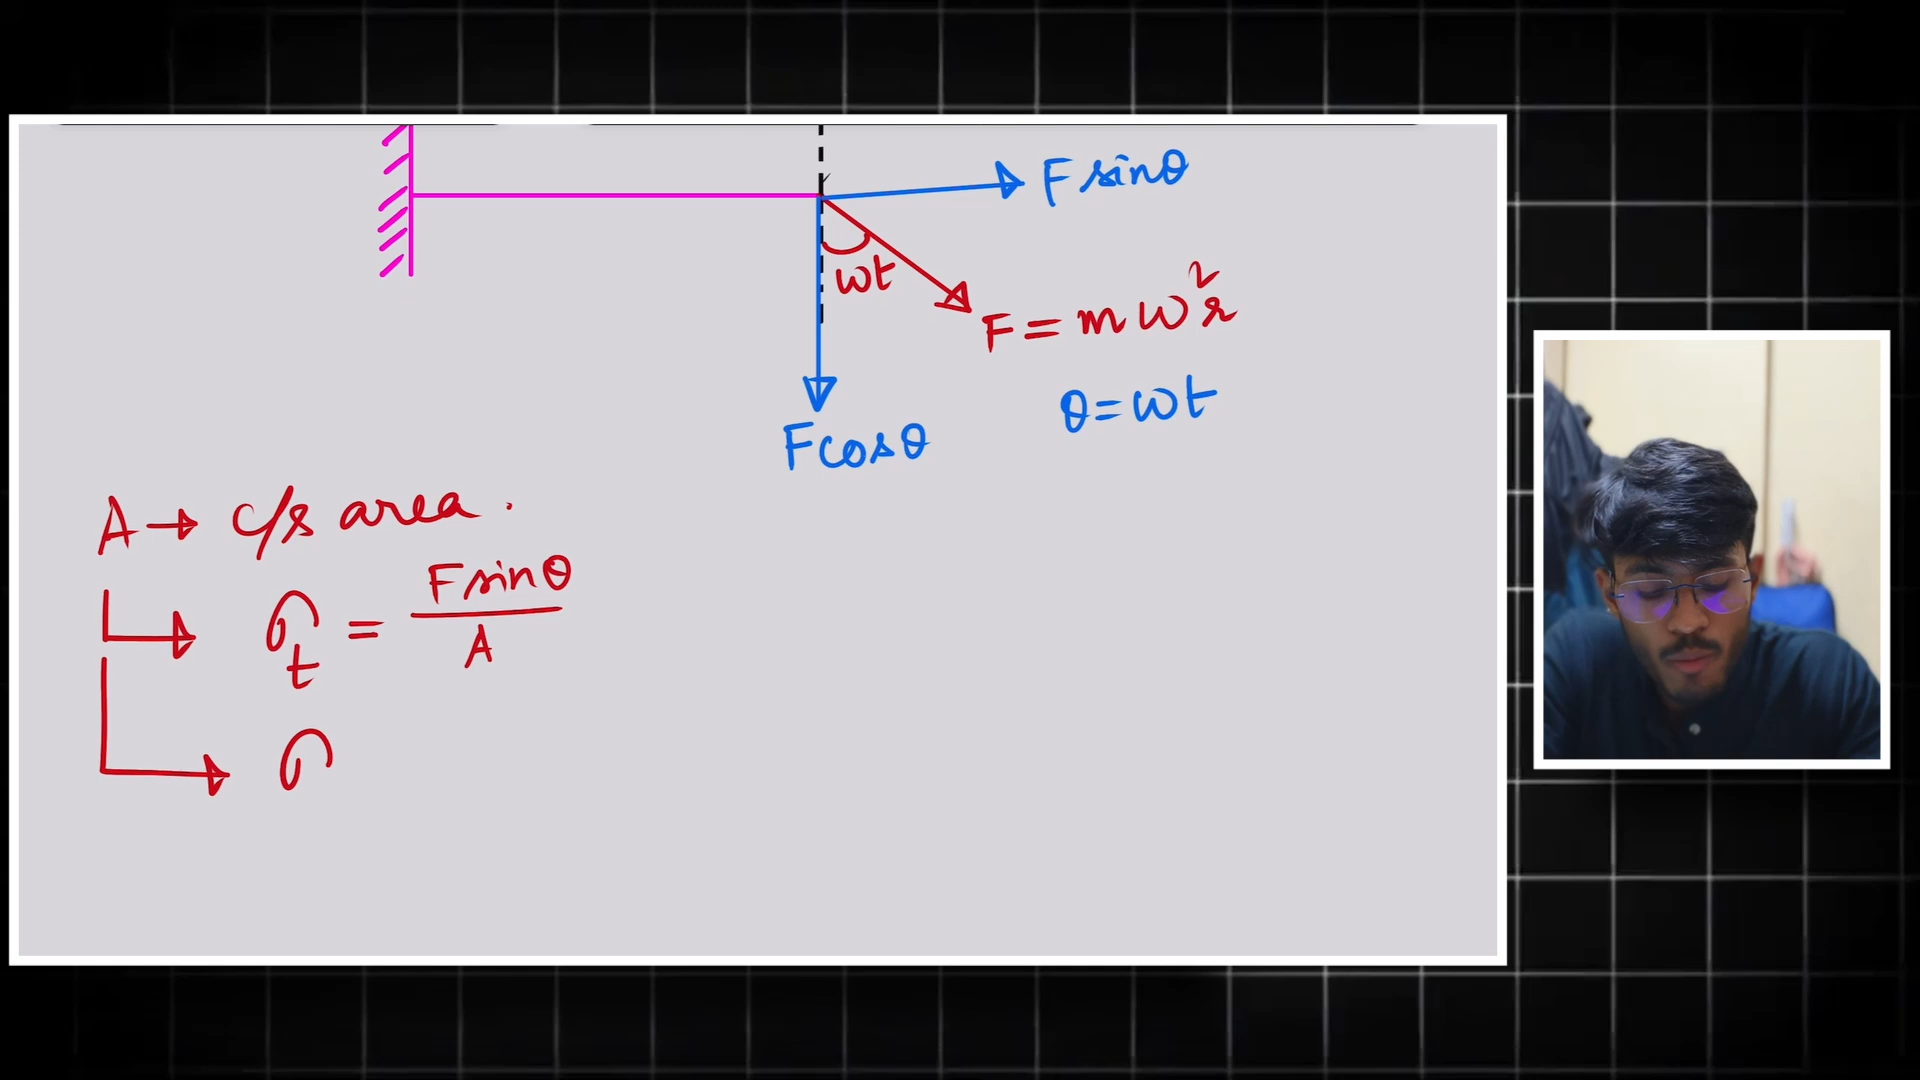 F sinθ
ωt
F = mω²r
θ = ωt
F cosθ
A → c/s area.
σt = F sinθ / A
σ